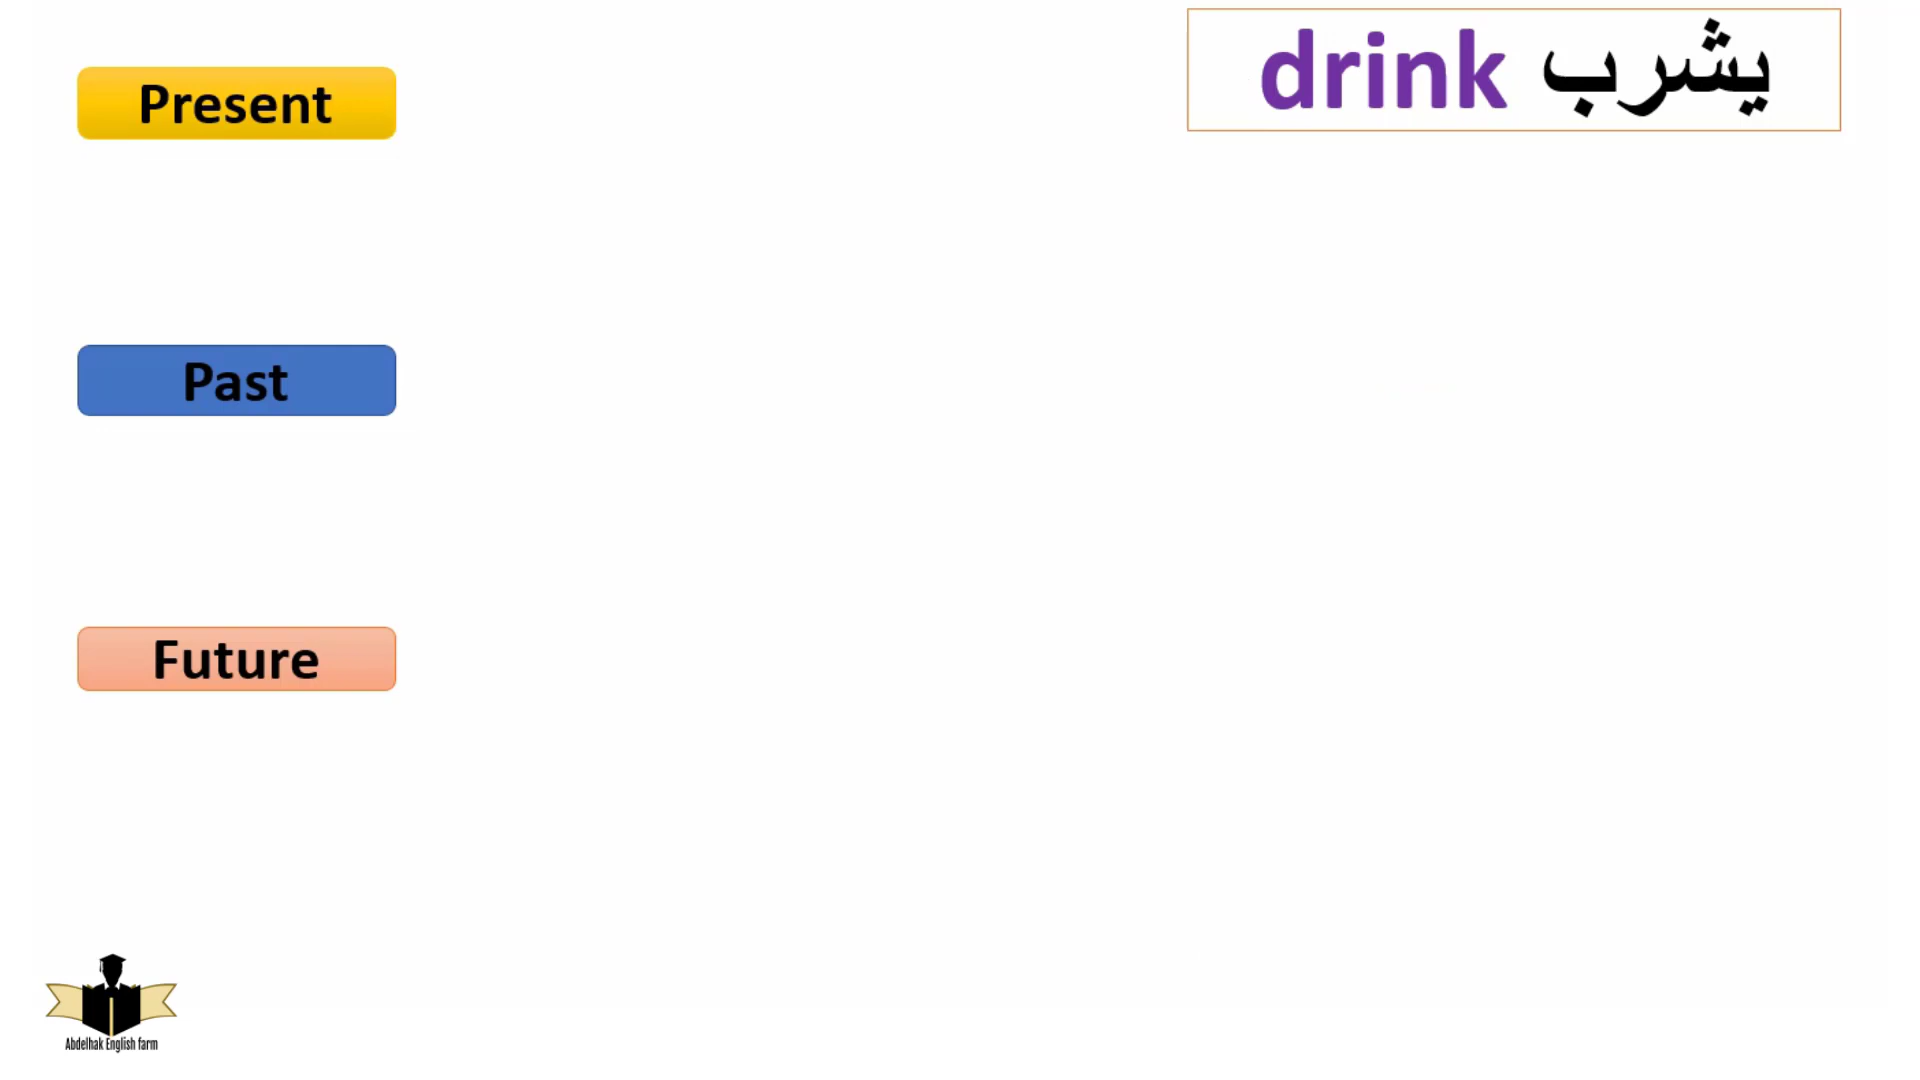 drink يشرب
Present
Past
Future
Abdelhak English farm